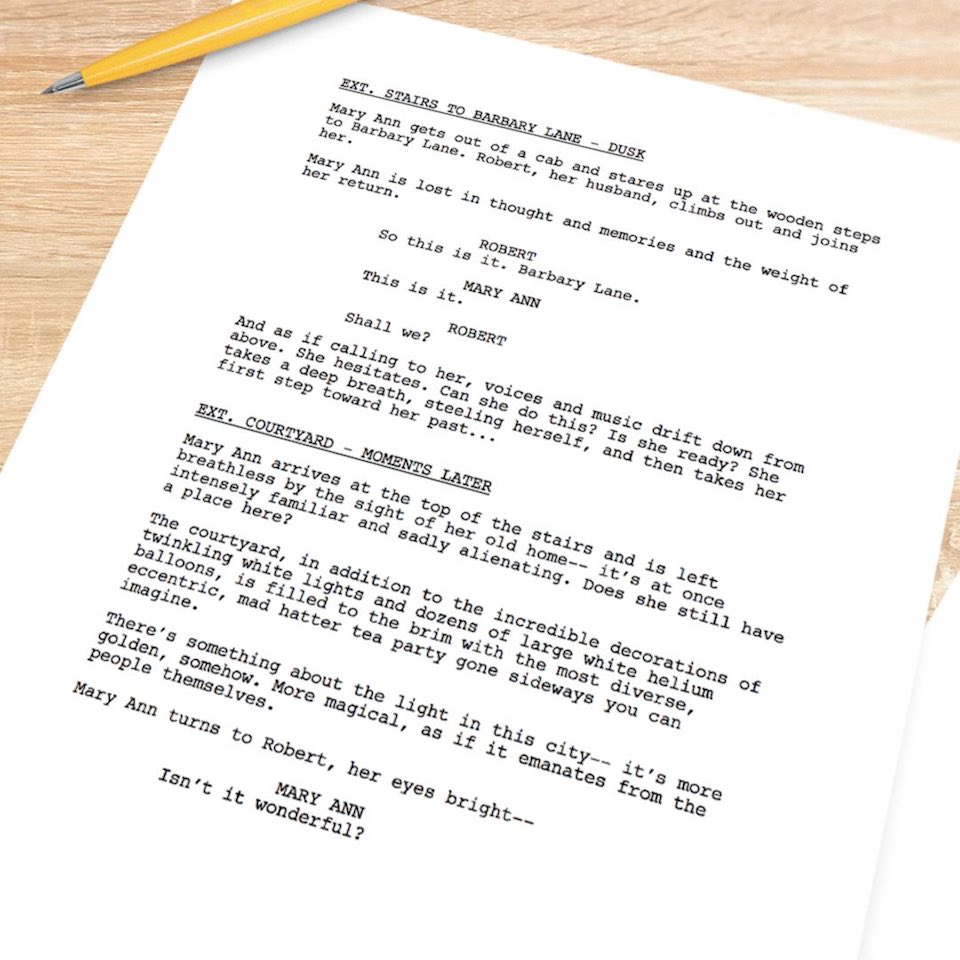 EXT. STAIRS TO BARBARY LANE - DUSK
Mary Ann gets out of a cab and stares up at the wooden steps
to Barbary Lane. Robert, her husband, climbs out and joins
her.
Mary Ann is lost in thought and memories and the weight of
her return.
ROBERT
So this is it. Barbary Lane.
MARY ANN
This is it.
ROBERT
Shall we?
And as if calling to her, voices and music drift down from
above. She hesitates. Can she do this? Is she ready? She
takes a deep breath, steeling herself, and then takes her
first step toward her past...
EXT. COURTYARD - MOMENTS LATER
Mary Ann arrives at the top of the stairs and is left
breathless by the sight of her old home-- it's at once
intensely familiar and sadly alienating. Does she still have
a place here?
The courtyard, in addition to the incredible decorations of
twinkling white lights and dozens of large white helium
balloons, is filled to the brim with the most diverse,
eccentric, mad hatter tea party gone sideways you can
imagine.
There's something about the light in this city-- it's more
golden, somehow. More magical, as if it emanates from the
people themselves.
Mary Ann turns to Robert, her eyes bright--
MARY ANN
Isn't it wonderful?